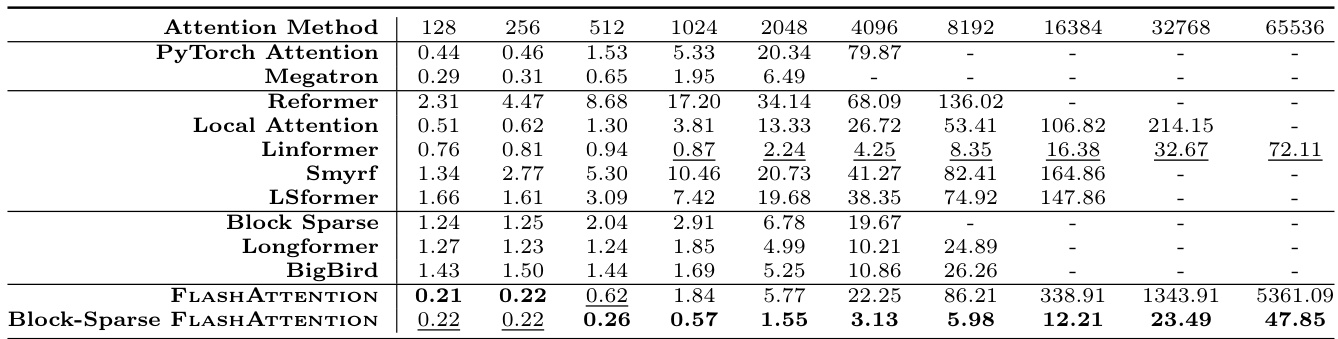 Attention Method 128 256 512 1024 2048 4096 8192 16384 32768 65536
PyTorch Attention 0.44 0.46 1.53 5.33 20.34 79.87 - - - -
Megatron 0.29 0.31 0.65 1.95 6.49 - - - - -
Reformer 2.31 4.47 8.68 17.20 34.14 68.09 136.02 - - -
Local Attention 0.51 0.62 1.30 3.81 13.33 26.72 53.41 106.82 214.15 -
Linformer 0.76 0.81 0.94 0.87 2.24 4.25 8.35 16.38 32.67 72.11
Smyrf 1.34 2.77 5.30 10.46 20.73 41.27 82.41 164.86 - -
LSformer 1.66 1.61 3.09 7.42 19.68 38.35 74.92 147.86 - -
Block Sparse 1.24 1.25 2.04 2.91 6.78 19.67 - - - -
Longformer 1.27 1.23 1.24 1.85 4.99 10.21 24.89 - - -
BigBird 1.43 1.50 1.44 1.69 5.25 10.86 26.26 - - -
FlashAttention 0.21 0.22 0.62 1.84 5.77 22.25 86.21 338.91 1343.91 5361.09
Block-Sparse FlashAttention 0.22 0.22 0.26 0.57 1.55 3.13 5.98 12.21 23.49 47.85